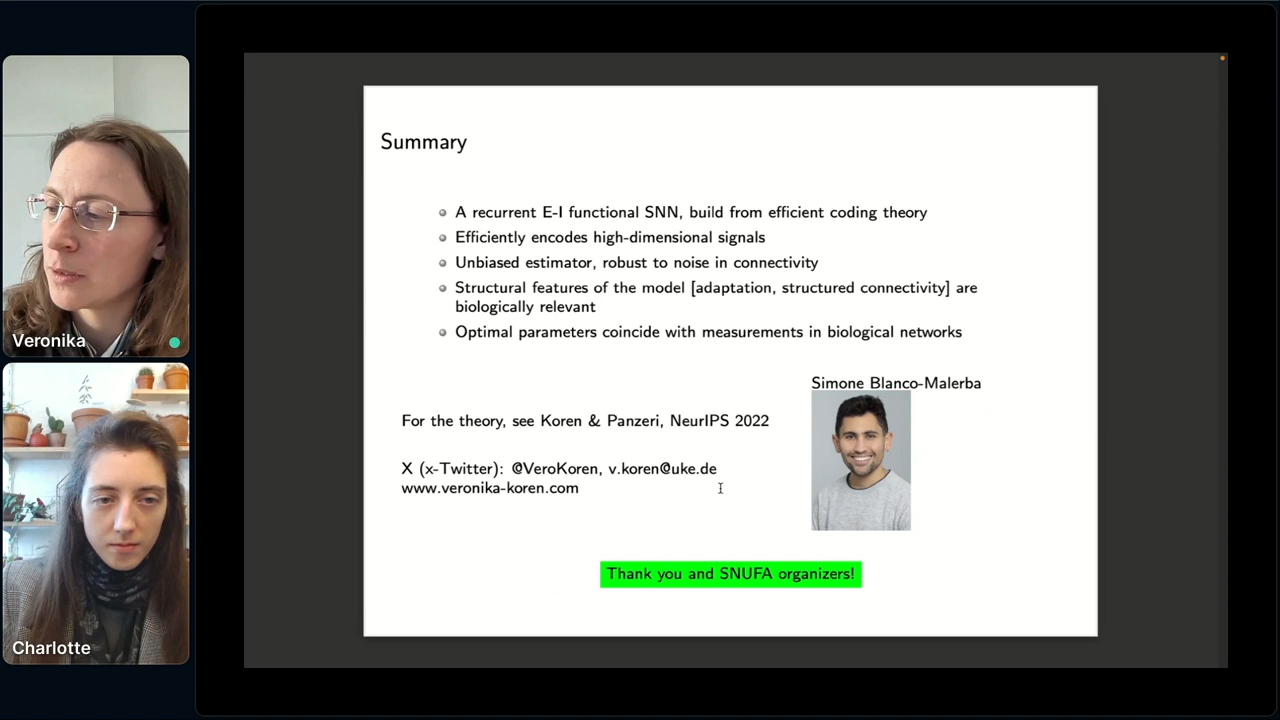 Veronika
Charlotte
Summary
A recurrent E-I functional SNN, build from efficient coding theory
Efficiently encodes high-dimensional signals
Unbiased estimator, robust to noise in connectivity
Structural features of the model [adaptation, structured connectivity] are
biologically relevant
Optimal parameters coincide with measurements in biological networks
Simone Blanco-Malerba
For the theory, see Koren & Panzeri, NeurIPS 2022
X (x-Twitter): @VeroKoren, v.koren@uke.de
www.veronika-koren.com
Thank you and SNUFA organizers!